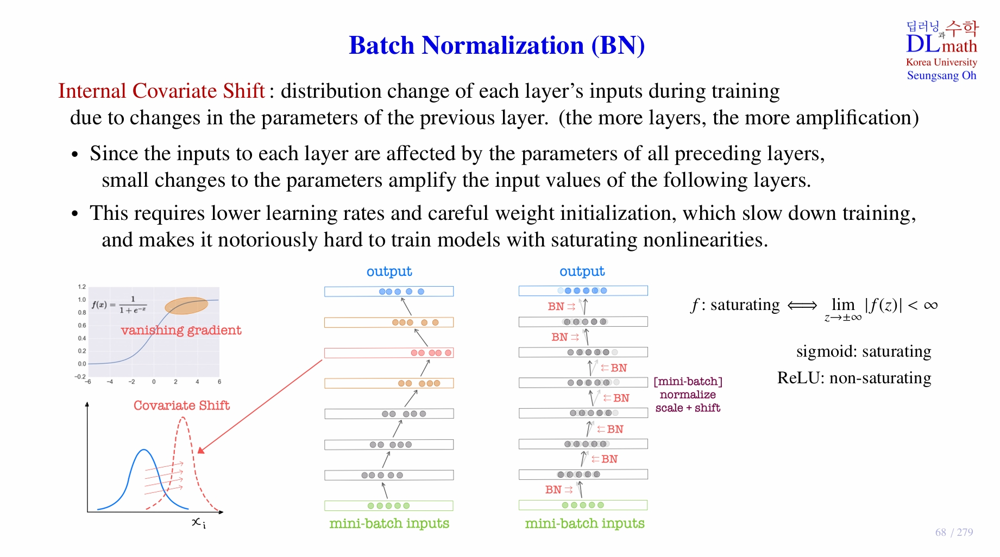 Batch Normalization (BN)
딥러닝과 수학
DL math
Korea University
Seungsang Oh
Internal Covariate Shift : distribution change of each layer's inputs during training
due to changes in the parameters of the previous layer. (the more layers, the more amplification)
• Since the inputs to each layer are affected by the parameters of all preceding layers,
small changes to the parameters amplify the input values of the following layers.
• This requires lower learning rates and careful weight initialization, which slow down training,
and makes it notoriously hard to train models with saturating nonlinearities.
1.2
1.0
0.8
0.6
0.4
0.2
0.0
−0.2
−6 −4 −2 0 2 4 6
f(x) = 1 / (1 + e^{−x})
vanishing gradient
Covariate Shift
x_i
output
mini-batch inputs
output
BN ⇉
BN ⇉
⇇ BN
⇇ BN
⇇ BN
⇇ BN
BN ⇉
mini-batch inputs
[mini-batch]
normalize
scale + shift
f : saturating ⟺ lim_{z→±∞} |f(z)| < ∞
sigmoid: saturating
ReLU: non-saturating
68 / 279